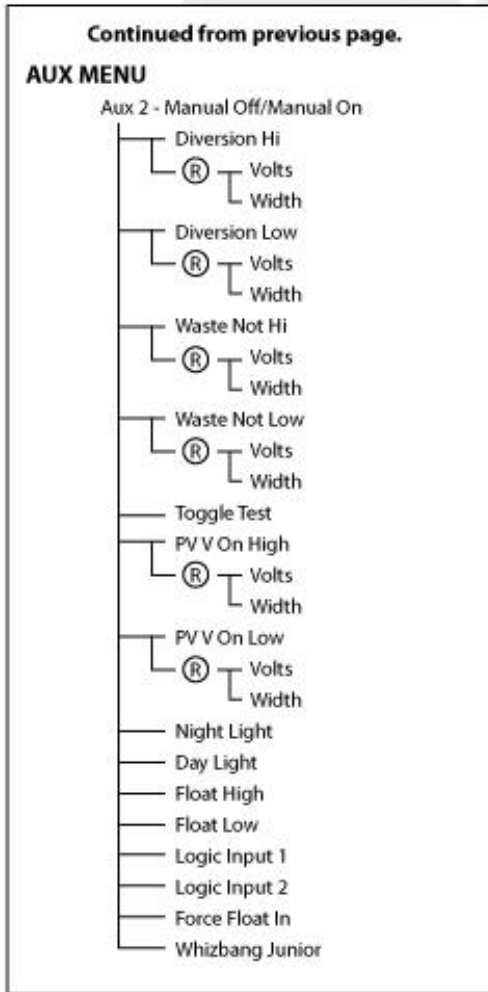 Continued from previous page.
AUX MENU
Aux 2 - Manual Off/Manual On
Diversion Hi
R Volts
Width
Diversion Low
R Volts
Width
Waste Not Hi
R Volts
Width
Waste Not Low
R Volts
Width
Toggle Test
PV V On High
R Volts
Width
PV V On Low
R Volts
Width
Night Light
Day Light
Float High
Float Low
Logic Input 1
Logic Input 2
Force Float In
Whizbang Junior